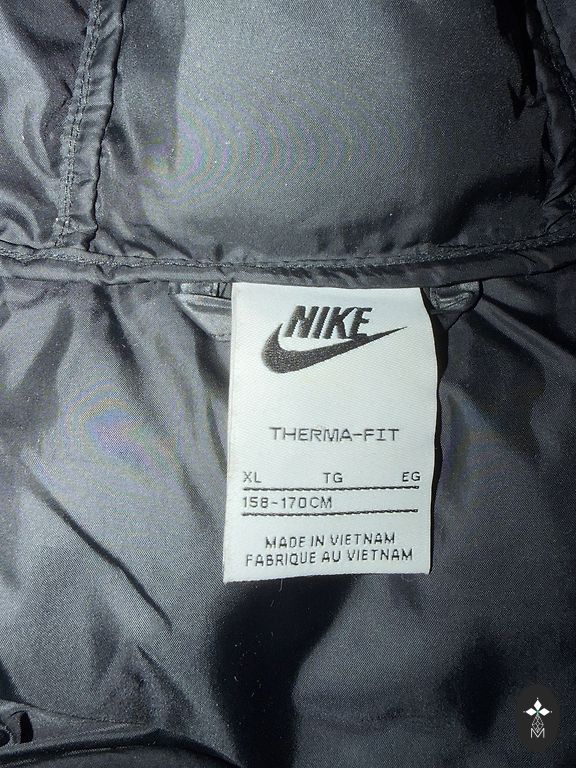 NIKE
THERMA-FIT
XL TG EG
158-170CM
MADE IN VIETNAM
FABRIQUE AU VIETNAM
M